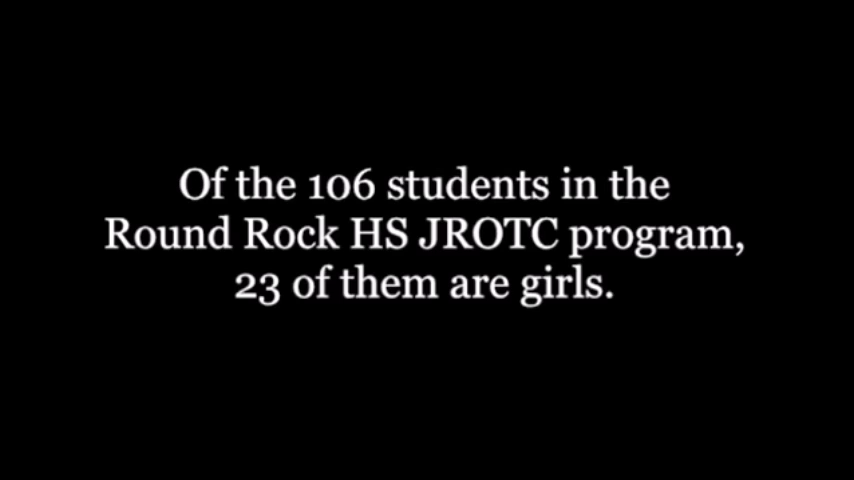 Of the 106 students in the
Round Rock HS JROTC program,
23 of them are girls.